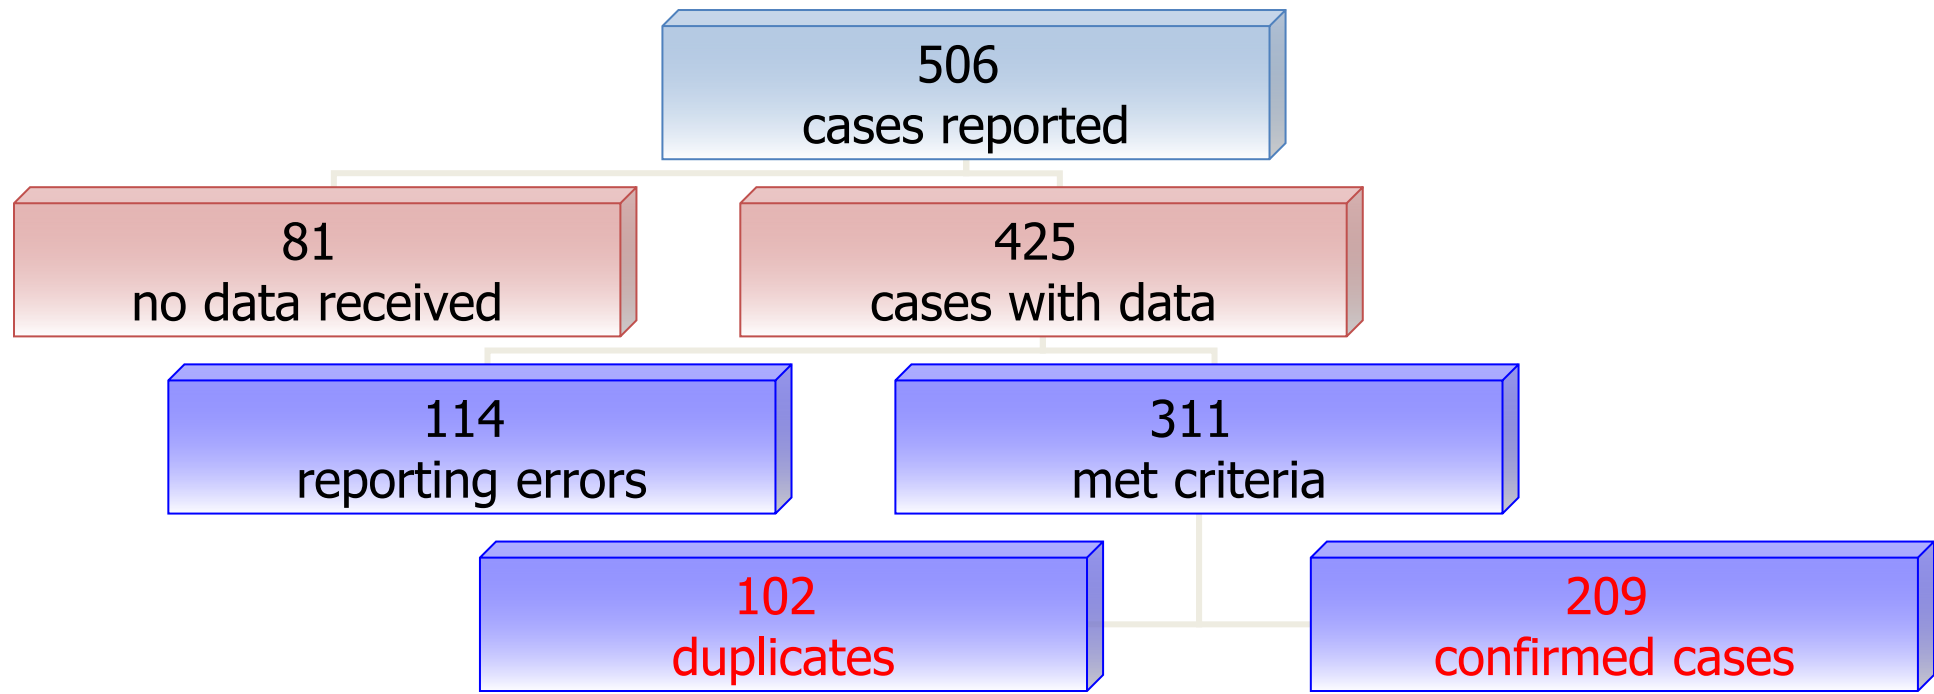 506
cases reported
81
no data received
425
cases with data
114
reporting errors
311
met criteria
102
duplicates
209
confirmed cases